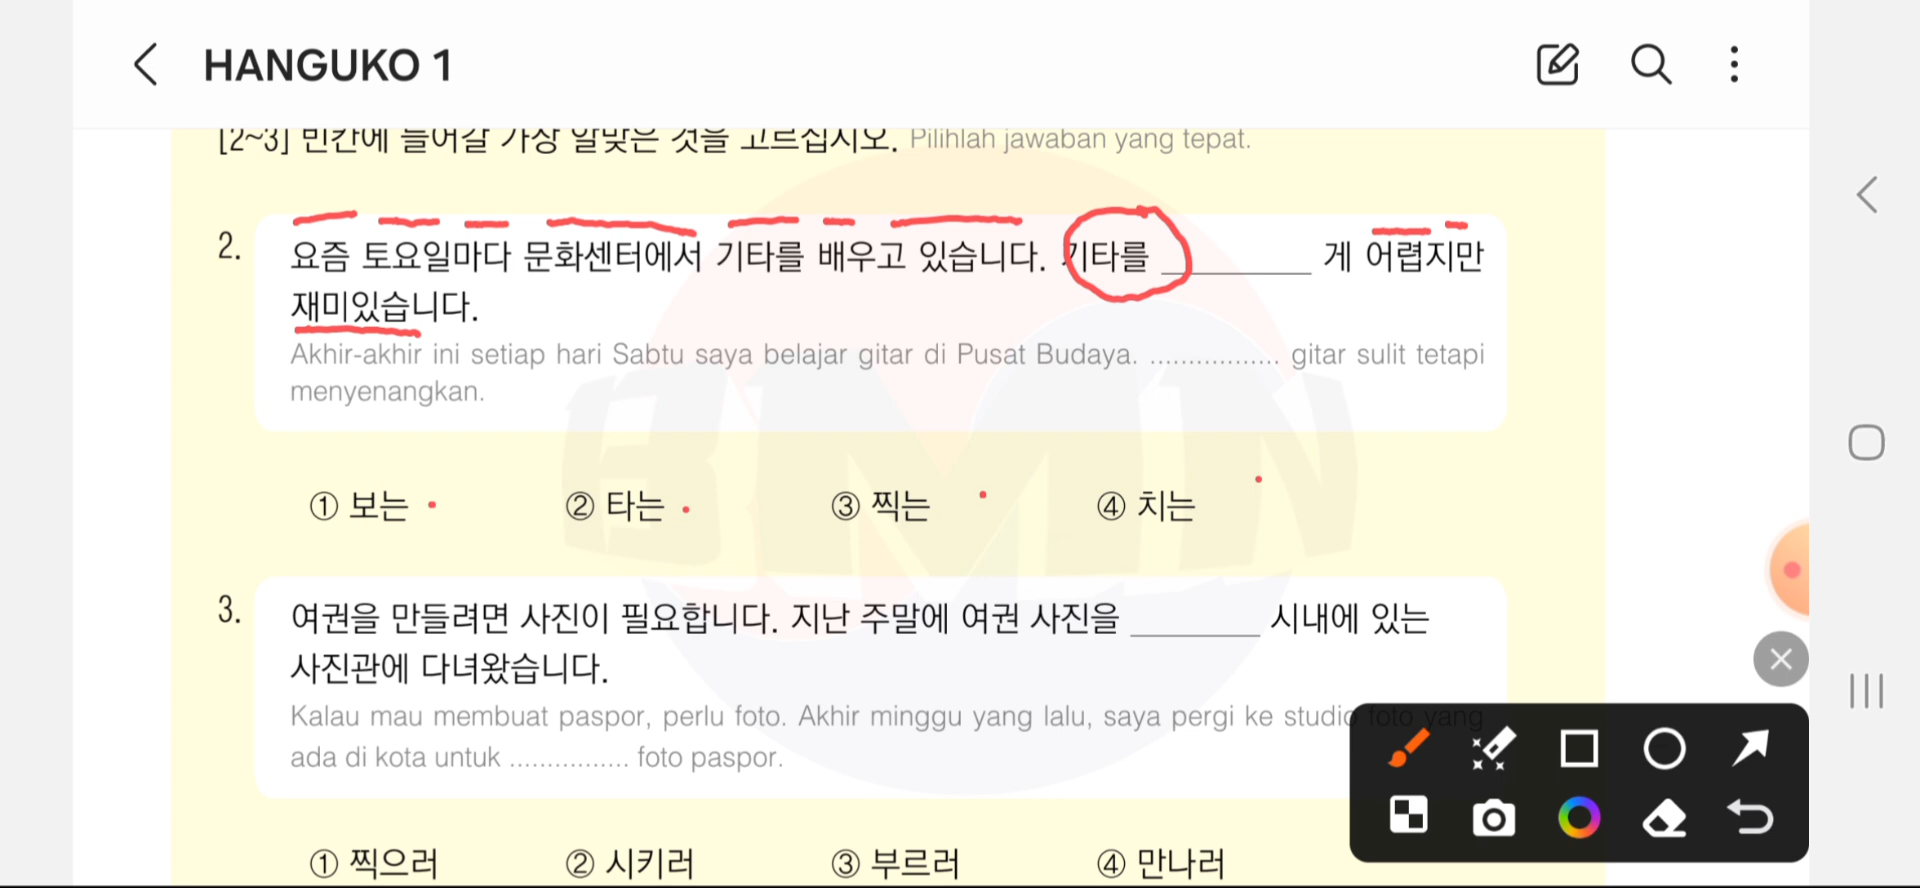 HANGUKO 1
[2~3] 빈칸에 들어갈 가장 알맞은 것을 고르십시오. Pilihlah jawaban yang tepat.
2. 요즘 토요일마다 문화센터에서 기타를 배우고 있습니다. 기타를 __________ 게 어렵지만
재미있습니다.
Akhir-akhir ini setiap hari Sabtu saya belajar gitar di Pusat Budaya. ................. gitar sulit tetapi
menyenangkan.
① 보는 ② 타는 ③ 찍는 ④ 치는
3. 여권을 만들려면 사진이 필요합니다. 지난 주말에 여권 사진을 ________ 시내에 있는
사진관에 다녀왔습니다.
Kalau mau membuat paspor, perlu foto. Akhir minggu yang lalu, saya pergi ke studio foto yang
ada di kota untuk ................ foto paspor.
① 찍으러 ② 시키러 ③ 부르러 ④ 만나러
BMN